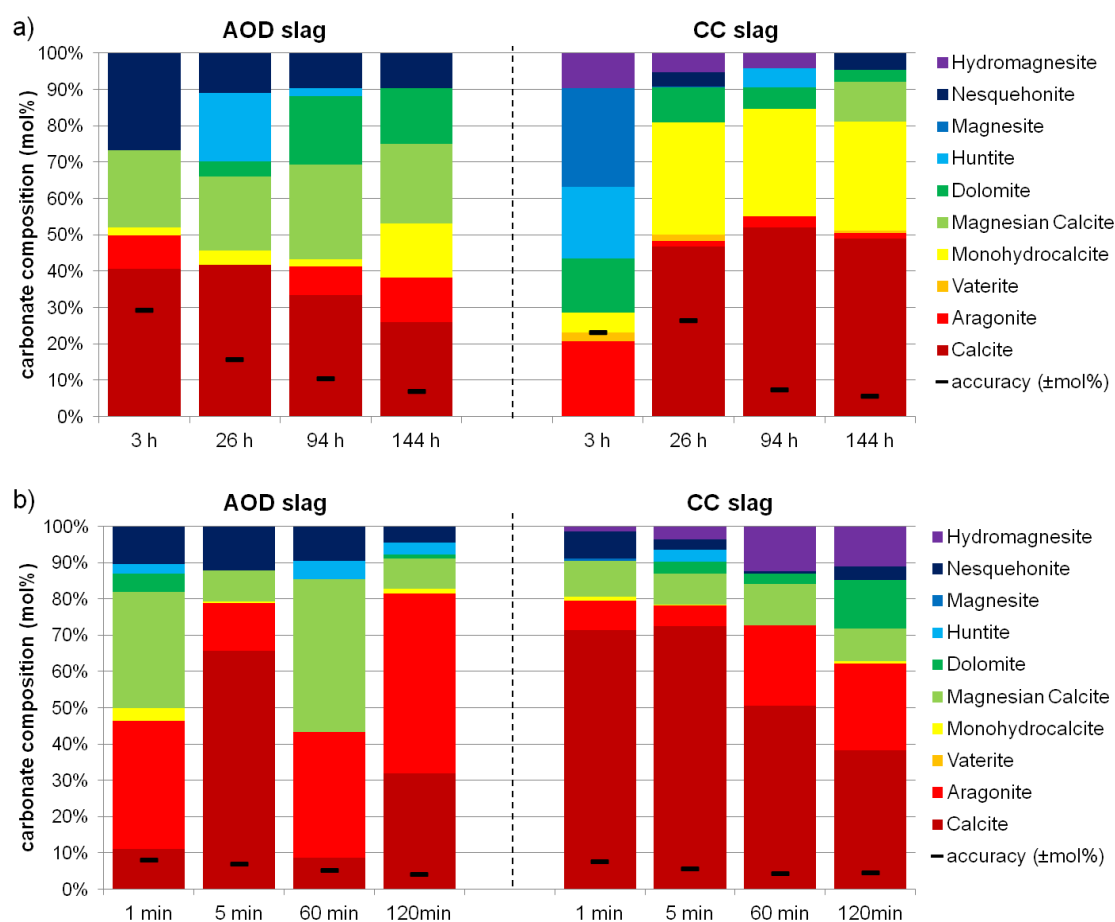 a)
AOD slag
CC slag
carbonate composition (mol%)
100%
90%
80%
70%
60%
50%
40%
30%
20%
10%
0%
3 h
26 h
94 h
144 h
3 h
26 h
94 h
144 h
Hydromagnesite
Nesquehonite
Magnesite
Huntite
Dolomite
Magnesian Calcite
Monohydrocalcite
Vaterite
Aragonite
Calcite
accuracy (±mol%)
b)
AOD slag
CC slag
carbonate composition (mol%)
100%
90%
80%
70%
60%
50%
40%
30%
20%
10%
0%
1 min
5 min
60 min
120min
1 min
5 min
60 min
120min
Hydromagnesite
Nesquehonite
Magnesite
Huntite
Dolomite
Magnesian Calcite
Monohydrocalcite
Vaterite
Aragonite
Calcite
accuracy (±mol%)